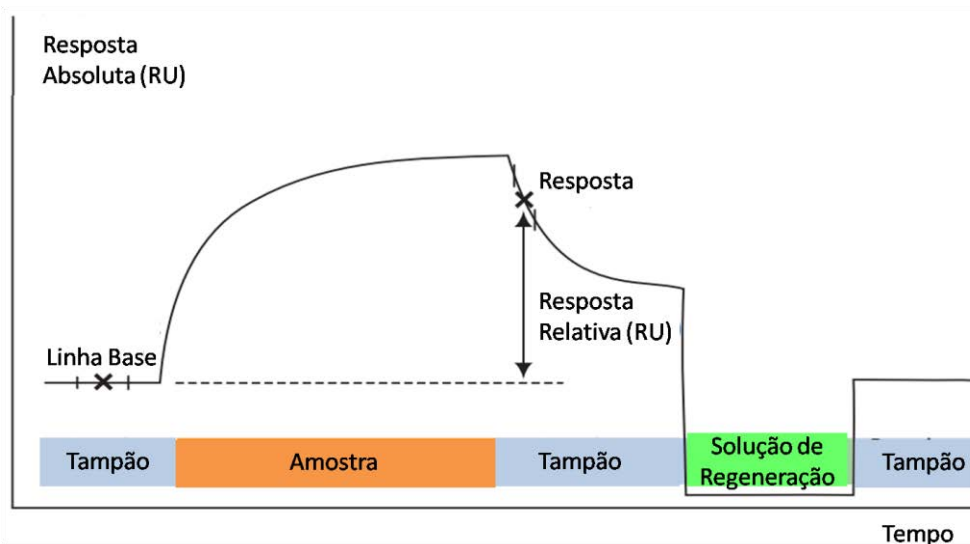 Resposta
Absoluta (RU)
Resposta
Resposta
Relativa (RU)
Linha Base
Tampão
Amostra
Tampão
Solução de
Regeneração
Tampão
Tempo